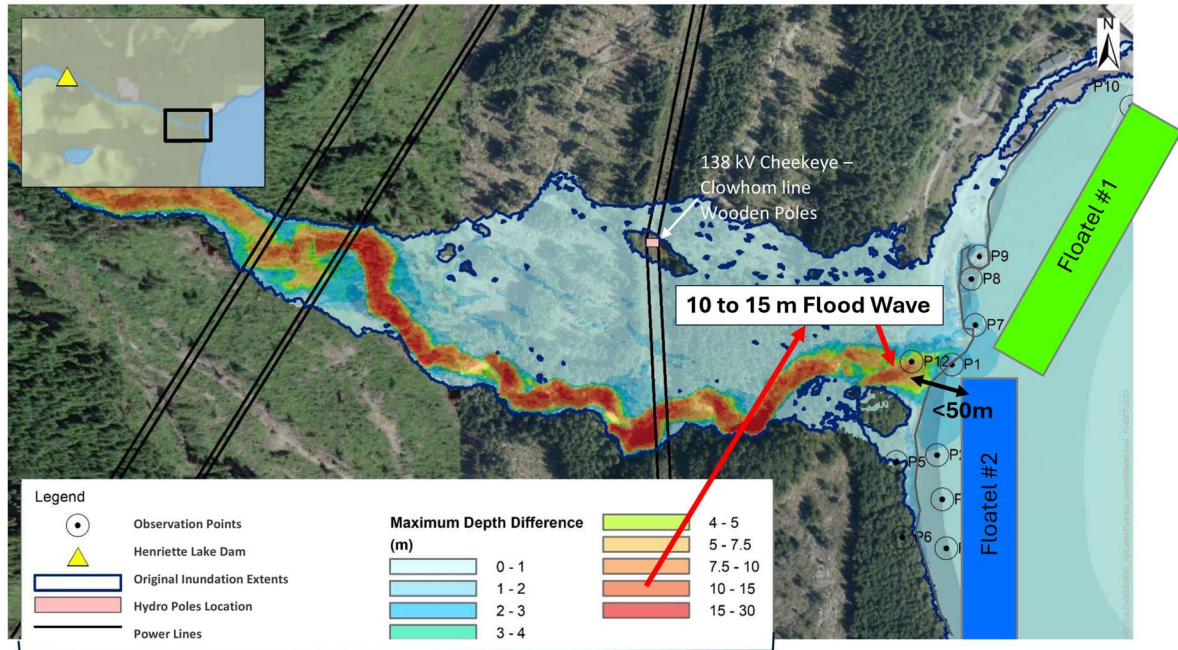 N
P10
138 kV Cheekeye –
Clowhom line
Wooden Poles
Floatel #1
P9
P8
10 to 15 m Flood Wave
P7
P12
P1
<50m
P5
P6
Floatel #2
Legend
Observation Points
Henriette Lake Dam
Original Inundation Extents
Hydro Poles Location
Power Lines
Maximum Depth Difference
(m)
0 - 1
1 - 2
2 - 3
3 - 4
4 - 5
5 - 7.5
7.5 - 10
10 - 15
15 - 30